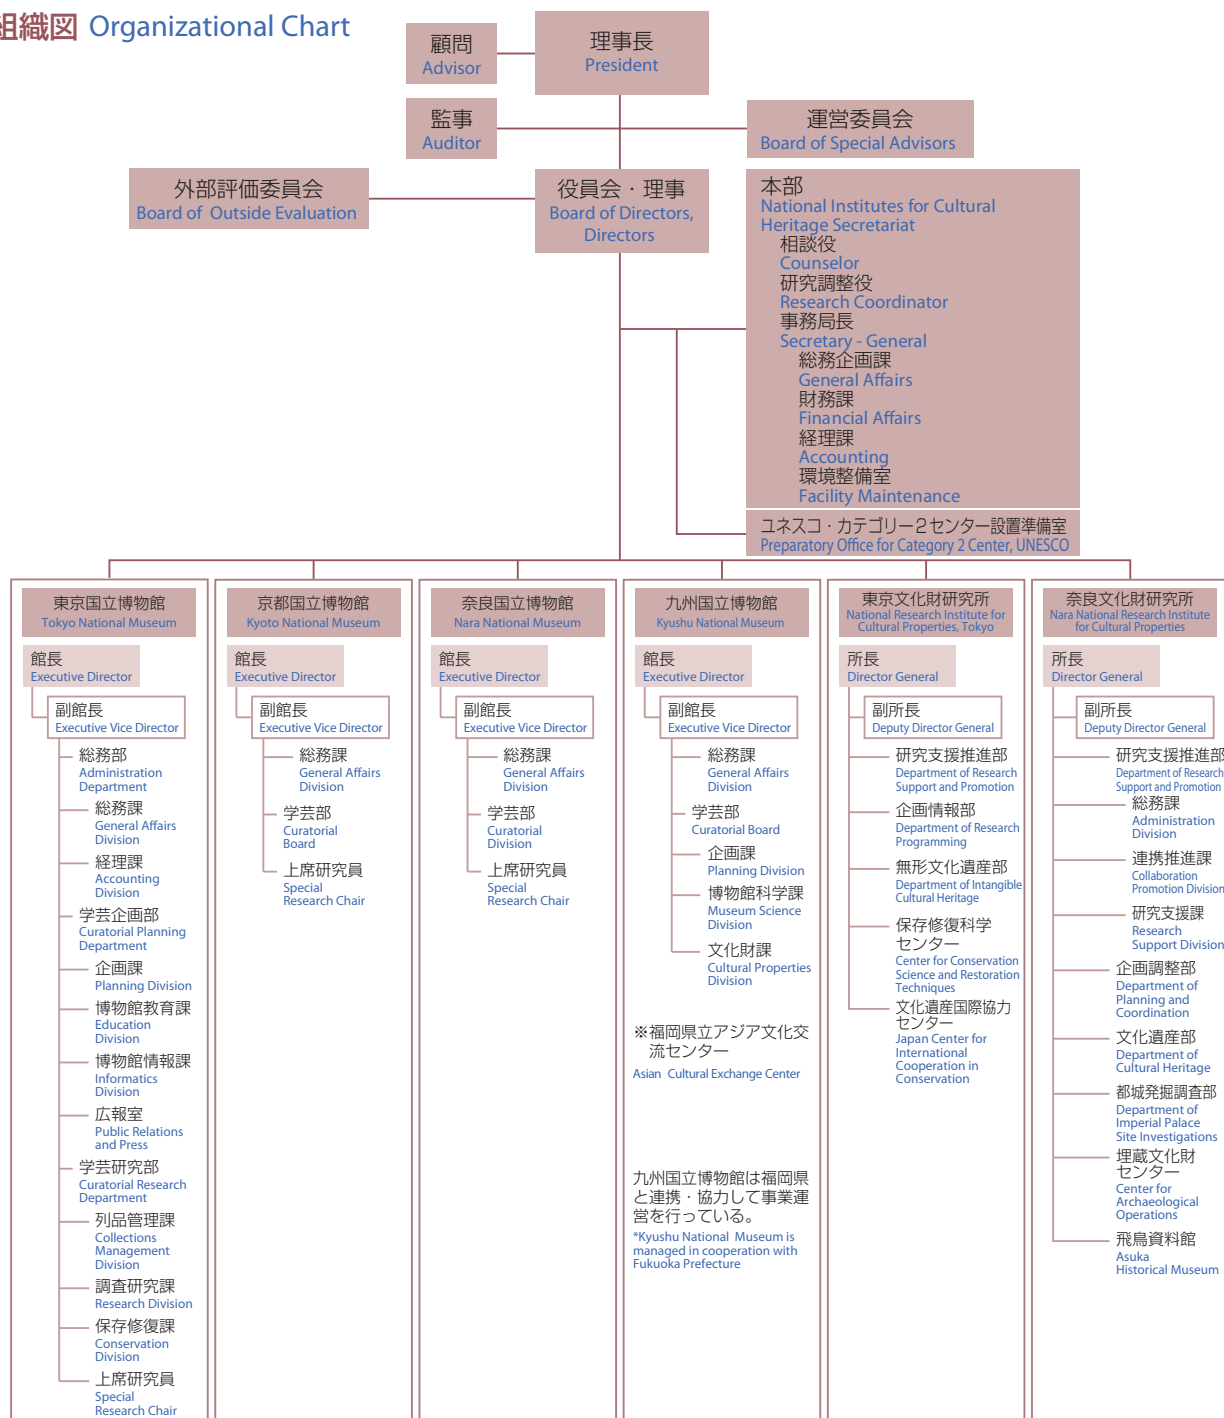 組織図 Organizational Chart
顧問
Advisor
理事長
President
監事
Auditor
運営委員会
Board of Special Advisors
外部評価委員会
Board of Outside Evaluation
役員会・理事
Board of Directors,
Directors
本部
National Institutes for Cultural
Heritage Secretariat
相談役
Counselor
研究調整役
Research Coordinator
事務局長
Secretary - General
総務企画課
General Affairs
財務課
Financial Affairs
経理課
Accounting
環境整備室
Facility Maintenance
ユネスコ・カテゴリー2センター設置準備室
Preparatory Office for Category 2 Center, UNESCO
東京国立博物館
Tokyo National Museum
館長
Executive Director
副館長
Executive Vice Director
総務部
Administration
Department
総務課
General Affairs
Division
経理課
Accounting
Division
学芸企画部
Curatorial Planning
Department
企画課
Planning Division
博物館教育課
Education
Division
博物館情報課
Informatics
Division
広報室
Public Relations
and Press
学芸研究部
Curatorial Research
Department
列品管理課
Collections
Management
Division
調査研究課
Research Division
保存修復課
Conservation
Division
上席研究員
Special
Research Chair
京都国立博物館
Kyoto National Museum
館長
Executive Director
副館長
Executive Vice Director
総務課
General Affairs
Division
学芸部
Curatorial
Board
上席研究員
Special
Research Chair
奈良国立博物館
Nara National Museum
館長
Executive Director
副館長
Executive Vice Director
総務課
General Affairs
Division
学芸部
Curatorial
Division
上席研究員
Special
Research Chair
九州国立博物館
Kyushu National Museum
館長
Executive Director
副館長
Executive Vice Director
総務課
General Affairs
Division
学芸部
Curatorial Board
企画課
Planning Division
博物館科学課
Museum Science
Division
文化財課
Cultural Properties
Division
※福岡県立アジア文化交
流センター
Asian Cultural Exchange Center
九州国立博物館は福岡県
と連携・協力して事業運
営を行っている。
*Kyushu National Museum is
managed in cooperation with
Fukuoka Prefecture
東京文化財研究所
National Research Institute for
Cultural Properties, Tokyo
所長
Director General
副所長
Deputy Director General
研究支援推進部
Department of Research
Support and Promotion
企画情報部
Department of Research
Programming
無形文化遺産部
Department of Intangible
Cultural Heritage
保存修復科学
センター
Center for Conservation
Science and Restoration
Techniques
文化遺産国際協力
センター
Japan Center for
International
Cooperation in
Conservation
奈良文化財研究所
Nara National Research Institute
for Cultural Properties
所長
Director General
副所長
Deputy Director General
研究支援推進部
Department of Research
Support and Promotion
総務課
Administration
Division
連携推進課
Collaboration
Promotion Division
研究支援課
Research
Support Division
企画調整部
Department of
Planning and
Coordination
文化遺産部
Department of
Cultural Heritage
都城発掘調査部
Department of
Imperial Palace
Site Investigations
埋蔵文化財
センター
Center for
Archaeological
Operations
飛鳥資料館
Asuka
Historical Museum